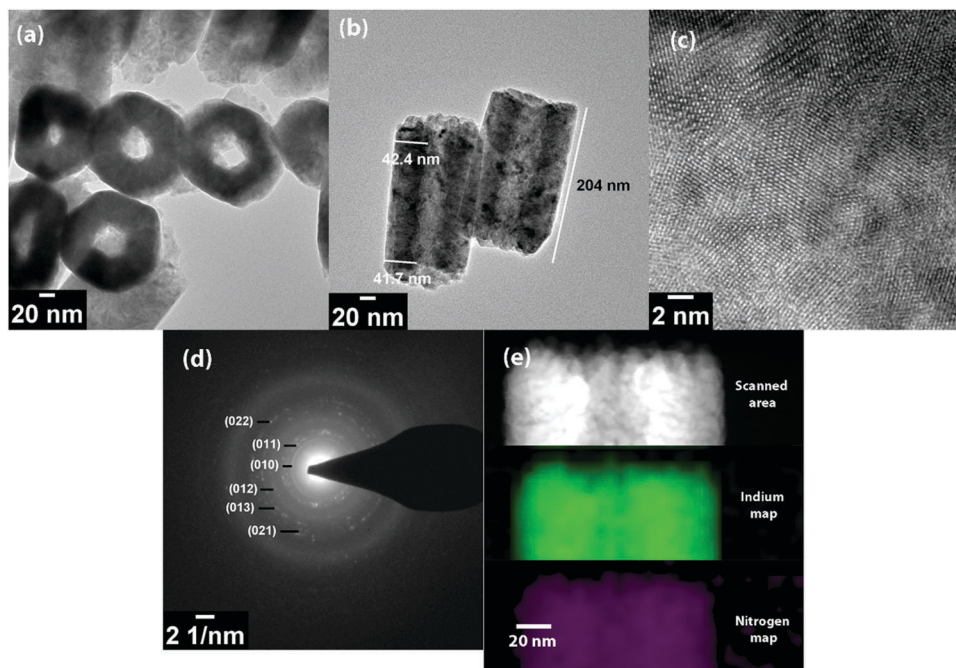 (a)
20 nm
(b)
42.4 nm
204 nm
41.7 nm
20 nm
(c)
2 nm
(d)
(022)
(011)
(010)
(012)
(013)
(021)
2 1/nm
(e)
Scanned
area
Indium
map
Nitrogen
map
20 nm